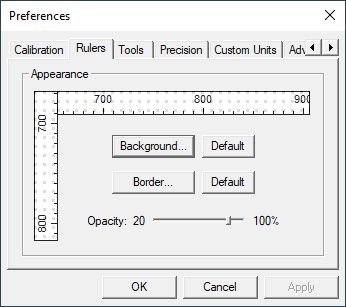 Preferences
Calibration Rulers Tools Precision Custom Units Adv
Appearance
700 800 900
700
Background... Default
Border... Default
800
Opacity: 20 100%
OK Cancel Apply